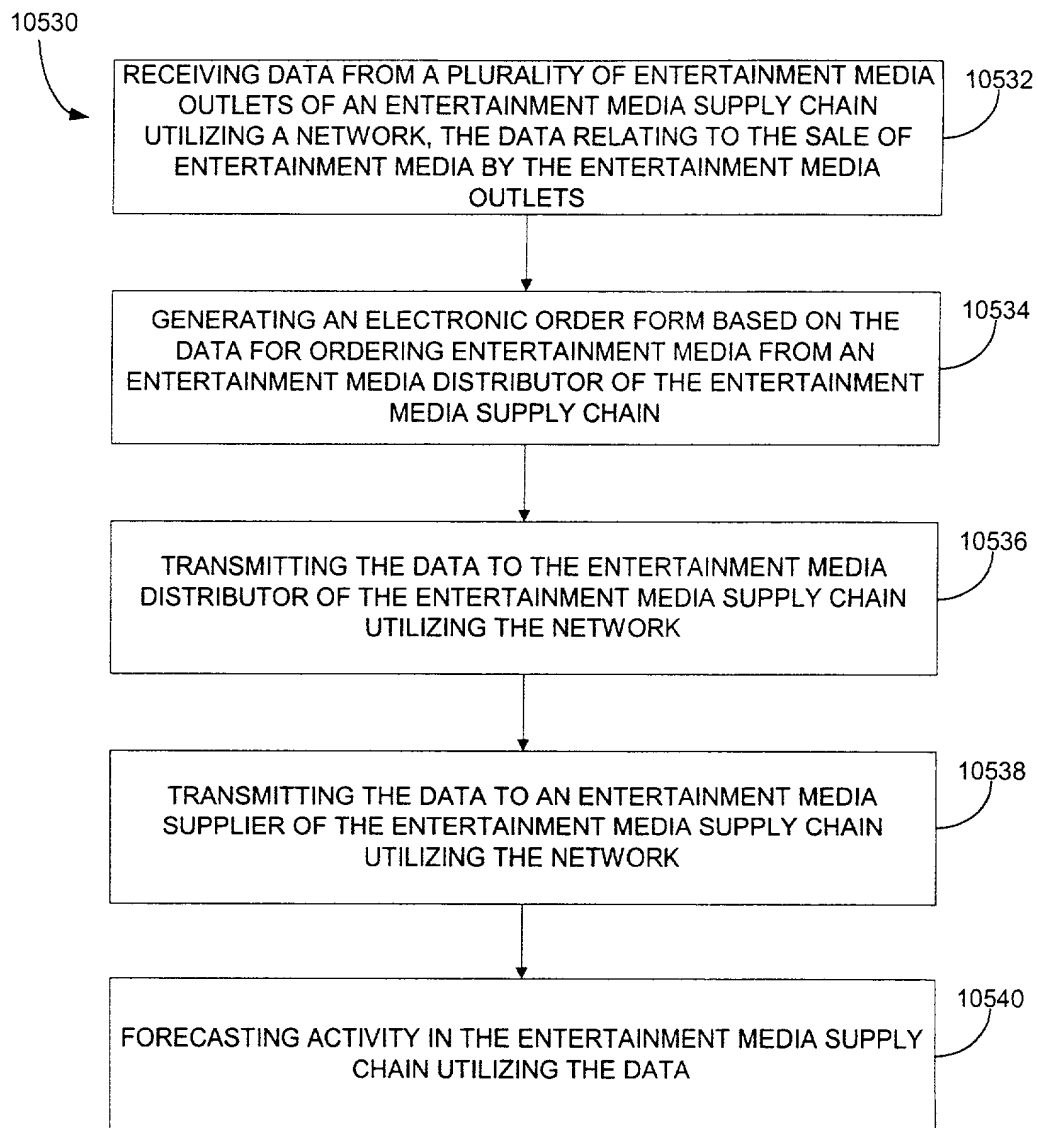 10530
RECEIVING DATA FROM A PLURALITY OF ENTERTAINMENT MEDIA
OUTLETS OF AN ENTERTAINMENT MEDIA SUPPLY CHAIN
UTILIZING A NETWORK, THE DATA RELATING TO THE SALE OF
ENTERTAINMENT MEDIA BY THE ENTERTAINMENT MEDIA
OUTLETS
10532
GENERATING AN ELECTRONIC ORDER FORM BASED ON THE
DATA FOR ORDERING ENTERTAINMENT MEDIA FROM AN
ENTERTAINMENT MEDIA DISTRIBUTOR OF THE ENTERTAINMENT
MEDIA SUPPLY CHAIN
10534
TRANSMITTING THE DATA TO THE ENTERTAINMENT MEDIA
DISTRIBUTOR OF THE ENTERTAINMENT MEDIA SUPPLY CHAIN
UTILIZING THE NETWORK
10536
TRANSMITTING THE DATA TO AN ENTERTAINMENT MEDIA
SUPPLIER OF THE ENTERTAINMENT MEDIA SUPPLY CHAIN
UTILIZING THE NETWORK
10538
FORECASTING ACTIVITY IN THE ENTERTAINMENT MEDIA SUPPLY
CHAIN UTILIZING THE DATA
10540